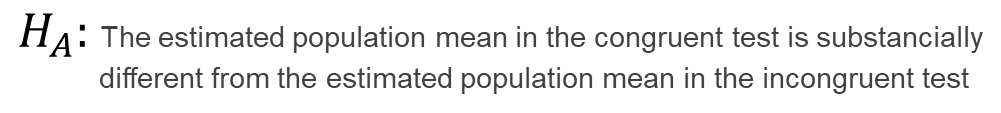 H_A: The estimated population mean in the congruent test is substancially
different from the estimated population mean in the incongruent test